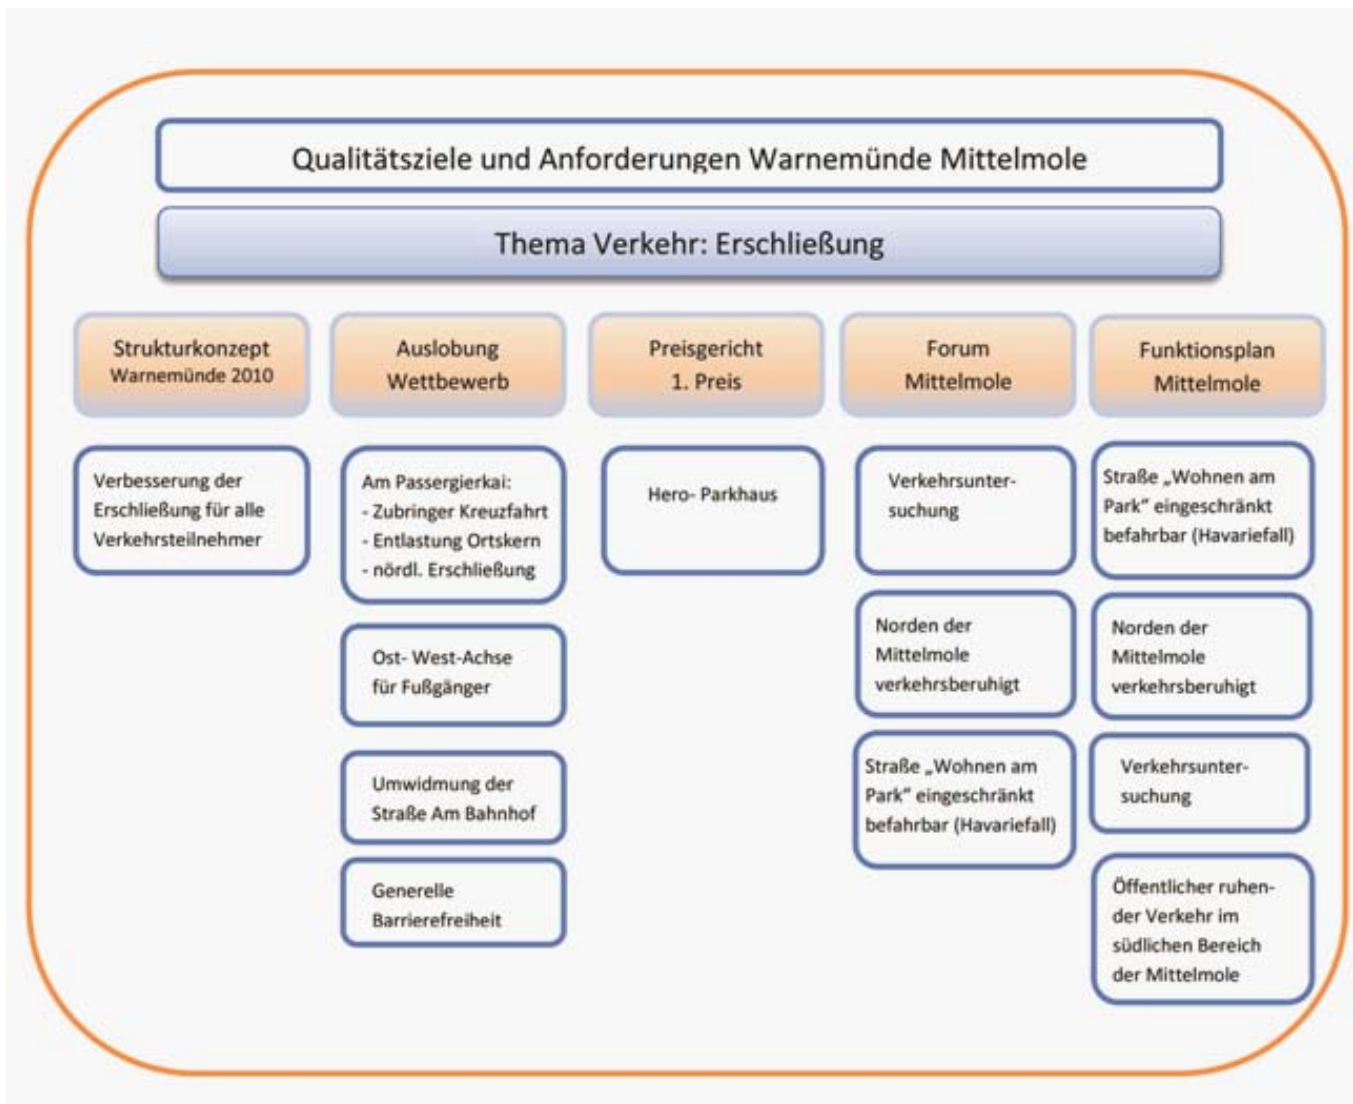 Qualitätsziele und Anforderungen Warnemünde Mittelmole
Thema Verkehr: Erschließung
Strukturkonzept
Warnemünde 2010
Verbesserung der
Erschließung für alle
Verkehrsteilnehmer
Auslobung
Wettbewerb
Am Passergierkai:
- Zubringer Kreuzfahrt
- Entlastung Ortskern
- nördl. Erschließung
Ost- West-Achse
für Fußgänger
Umwidmung der
Straße Am Bahnhof
Generelle
Barrierefreiheit
Preisgericht
1. Preis
Hero- Parkhaus
Forum
Mittelmole
Verkehrsunter-
suchung
Norden der
Mittelmole
verkehrsberuhigt
Straße „Wohnen am
Park" eingeschränkt
befahrbar (Havariefall)
Funktionsplan
Mittelmole
Straße „Wohnen am
Park" eingeschränkt
befahrbar (Havariefall)
Norden der
Mittelmole
verkehrsberuhigt
Verkehrsunter-
suchung
Öffentlicher ruhen-
der Verkehr im
südlichen Bereich
der Mittelmole